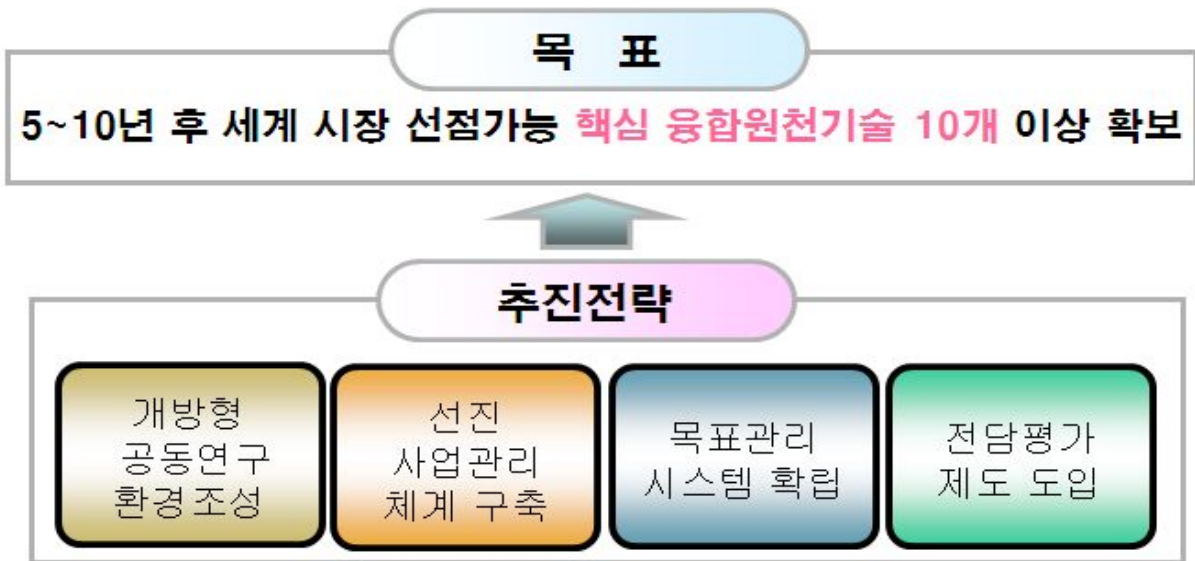 목 표
5~10년 후 세계 시장 선점가능 핵심 융합원천기술 10개 이상 확보
추진전략
개방형
공동연구
환경조성
선진
사업관리
체계 구축
목표관리
시스템 확립
전담평가
제도 도입